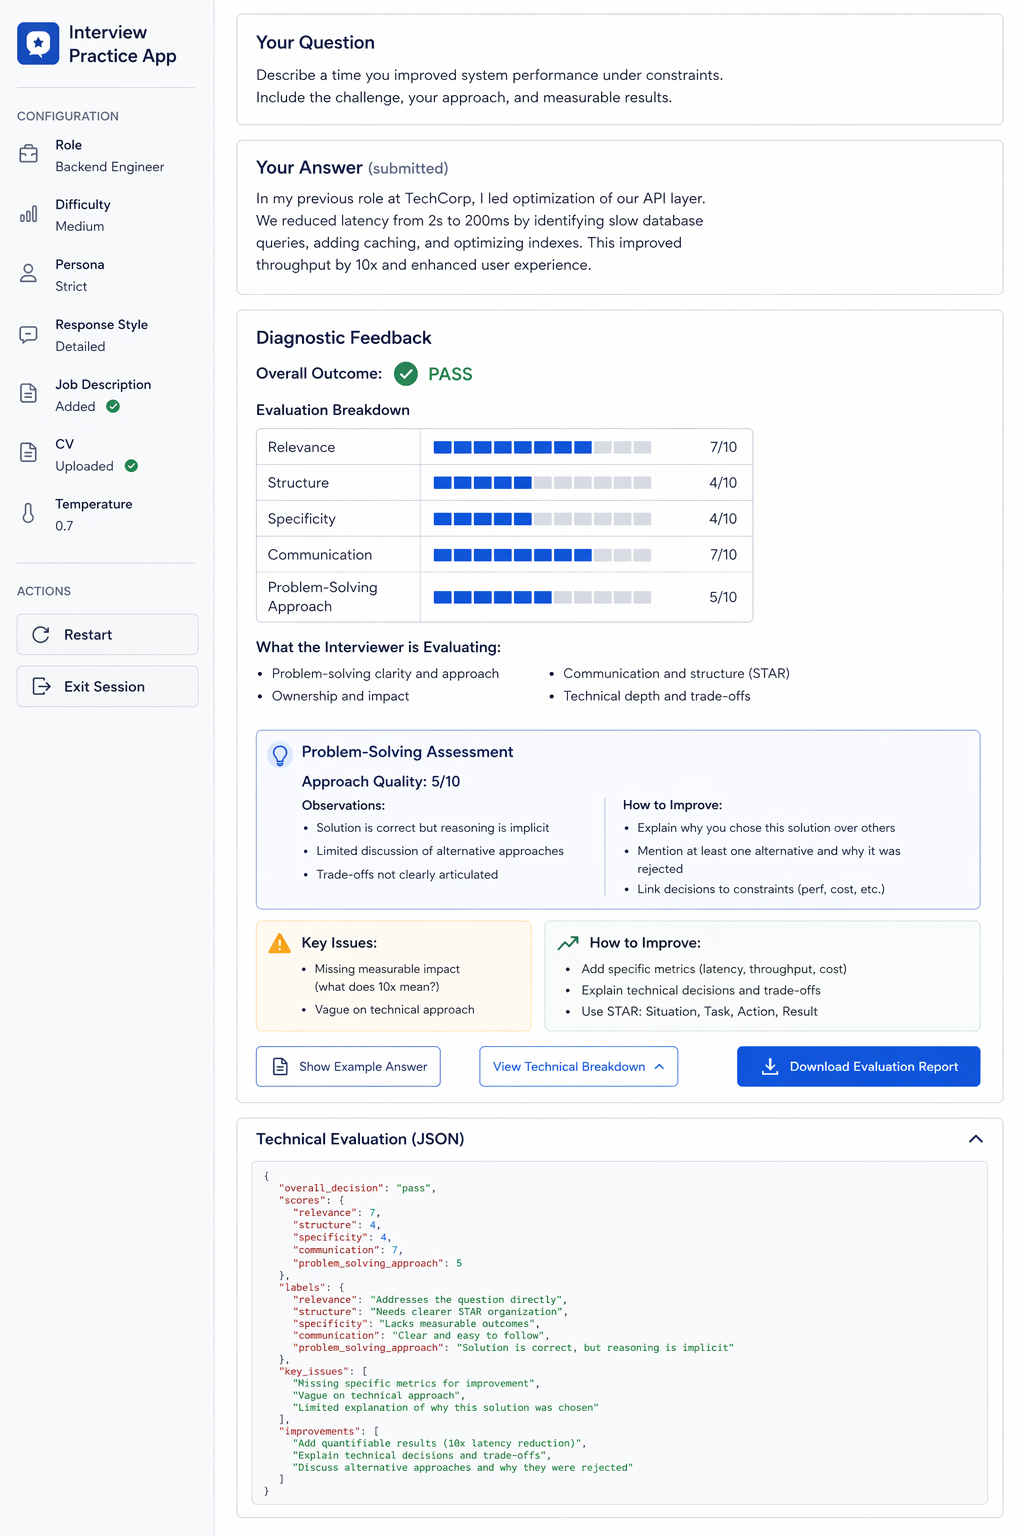 Interview
Practice App
CONFIGURATION
Role
Backend Engineer
Difficulty
Medium
Persona
Strict
Response Style
Detailed
Job Description
Added
CV
Uploaded
Temperature
0.7
ACTIONS
Restart
Exit Session
Your Question
Describe a time you improved system performance under constraints.
Include the challenge, your approach, and measurable results.
Your Answer (submitted)
In my previous role at TechCorp, I led optimization of our API layer.
We reduced latency from 2s to 200ms by identifying slow database
queries, adding caching, and optimizing indexes. This improved
throughput by 10x and enhanced user experience.
Diagnostic Feedback
Overall Outcome: PASS
Evaluation Breakdown
Relevance 7/10
Structure 4/10
Specificity 4/10
Communication 7/10
Problem-Solving
Approach 5/10
What the Interviewer is Evaluating:
• Problem-solving clarity and approach
• Ownership and impact
• Communication and structure (STAR)
• Technical depth and trade-offs
Problem-Solving Assessment
Approach Quality: 5/10
Observations:
• Solution is correct but reasoning is implicit
• Limited discussion of alternative approaches
• Trade-offs not clearly articulated
How to Improve:
• Explain why you chose this solution over others
• Mention at least one alternative and why it was
rejected
• Link decisions to constraints (perf, cost, etc.)
Key Issues:
• Missing measurable impact
(what does 10x mean?)
• Vague on technical approach
How to Improve:
• Add specific metrics (latency, throughput, cost)
• Explain technical decisions and trade-offs
• Use STAR: Situation, Task, Action, Result
Show Example Answer
View Technical Breakdown
Download Evaluation Report
Technical Evaluation (JSON)
{
"overall_decision": "pass",
"scores": {
"relevance": 7,
"structure": 4,
"specificity": 4,
"communication": 7,
"problem_solving_approach": 5
},
"labels": {
"relevance": "Addresses the question directly",
"structure": "Needs clearer STAR organization",
"specificity": "Lacks measurable outcomes",
"communication": "Clear and easy to follow",
"problem_solving_approach": "Solution is correct, but reasoning is implicit"
},
"key_issues": [
"Missing specific metrics for improvement",
"Vague on technical approach",
"Limited explanation of why this solution was chosen"
],
"improvements": [
"Add quantifiable results (10x latency reduction)",
"Explain technical decisions and trade-offs",
"Discuss alternative approaches and why they were rejected"
]
}